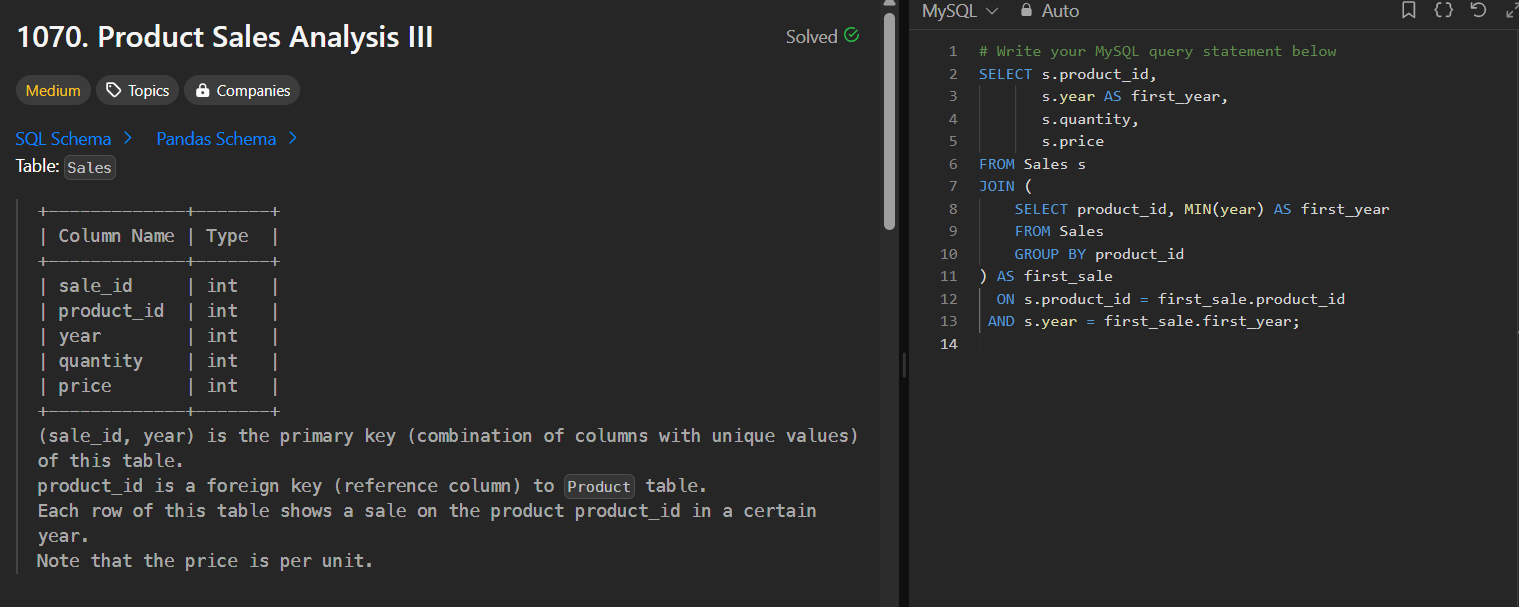 1070. Product Sales Analysis III
Solved
Medium Topics Companies
SQL Schema > Pandas Schema >
Table: Sales
+-------------+-------+
| Column Name | Type  |
+-------------+-------+
| sale_id     | int   |
| product_id  | int   |
| year        | int   |
| quantity    | int   |
| price       | int   |
+-------------+-------+
(sale_id, year) is the primary key (combination of columns with unique values)
of this table.
product_id is a foreign key (reference column) to Product table.
Each row of this table shows a sale on the product product_id in a certain
year.
Note that the price is per unit.
MySQL Auto
1 # Write your MySQL query statement below
2 SELECT s.product_id,
3        s.year AS first_year,
4        s.quantity,
5        s.price
6 FROM Sales s
7 JOIN (
8     SELECT product_id, MIN(year) AS first_year
9     FROM Sales
10     GROUP BY product_id
11 ) AS first_sale
12   ON s.product_id = first_sale.product_id
13  AND s.year = first_sale.first_year;
14